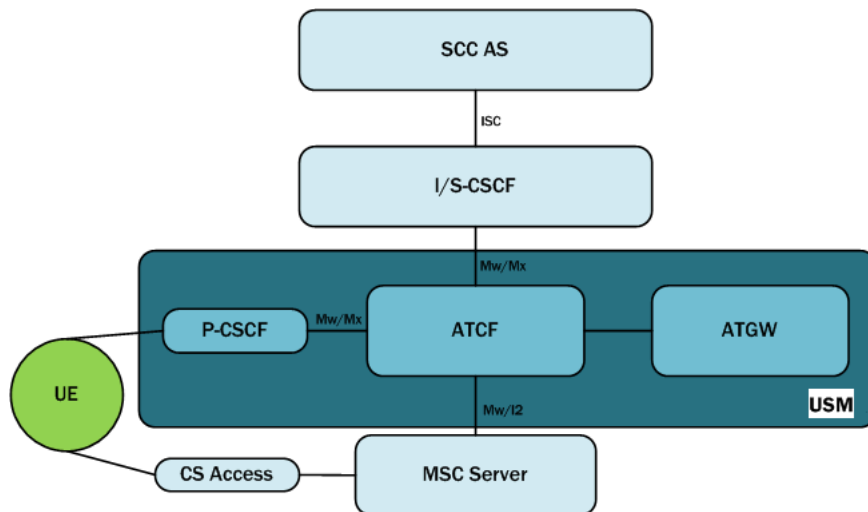 SCC AS
ISC
I/S-CSCF
Mw/Mx
P-CSCF
Mw/Mx
ATCF
ATGW
UE
USM
Mw/I2
CS Access
MSC Server